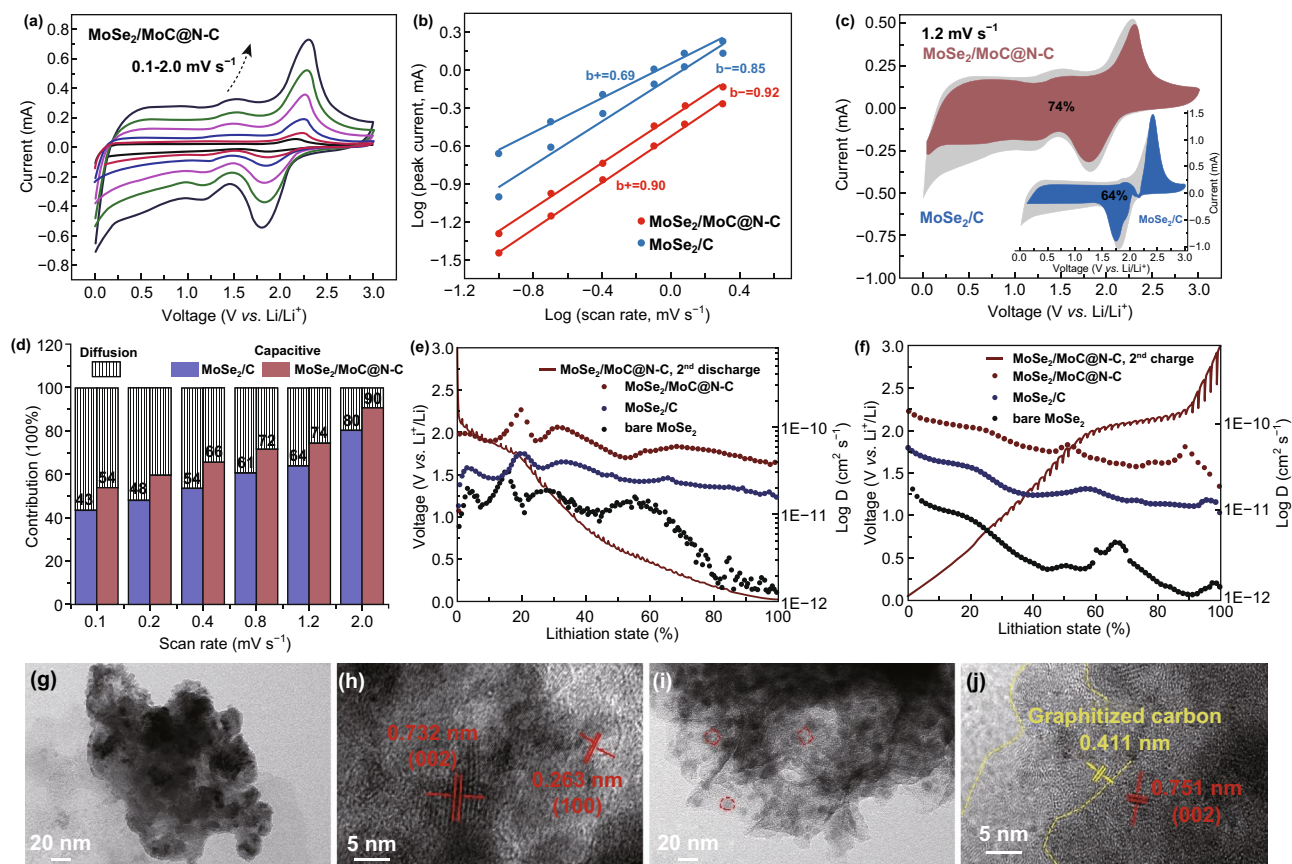 (a)
MoSe₂/MoC@N-C
0.1-2.0 mV s⁻¹
0.8
0.6
0.4
0.2
0.0
−0.2
−0.4
−0.6
−0.8
Current (mA)
0.0 0.5 1.0 1.5 2.0 2.5 3.0
Voltage (V vs. Li/Li⁺)
(b)
0.3
0.0
−0.3
−0.6
−0.9
−1.2
−1.5
Log (peak current, mA)
b+=0.69
b−=0.85
b−=0.92
b+=0.90
MoSe₂/MoC@N-C
MoSe₂/C
−1.2 −0.8 −0.4 0.0 0.4
Log (scan rate, mV s⁻¹)
(c)
1.2 mV s⁻¹
MoSe₂/MoC@N-C
0.50
0.25
0.00
−0.25
−0.50
−0.75
−1.00
Current (mA)
74%
MoSe₂/C
64%
MoSe₂/C
1.5
1.0
0.5
0.0
−0.5
−1.0
Current (mA)
0.0 0.5 1.0 1.5 2.0 2.5 3.0
Voltage (V vs. Li/Li⁺)
0.0 0.5 1.0 1.5 2.0 2.5 3.0
Voltage (V vs. Li/Li⁺)
(d)
Diffusion
Capacitive
MoSe₂/C
MoSe₂/MoC@N-C
120
100
80
60
40
20
0
Contribution (100%)
43 54 48 54 66 61 72 64 74 80 90
0.1 0.2 0.4 0.8 1.2 2.0
Scan rate (mV s⁻¹)
(e)
MoSe₂/MoC@N-C, 2ⁿᵈ discharge
MoSe₂/MoC@N-C
MoSe₂/C
bare MoSe₂
3.0
2.5
2.0
1.5
1.0
0.5
0.0
Voltage (V vs. Li⁺/Li)
1E−10
1E−11
1E−12
Log D (cm² s⁻¹)
0 20 40 60 80 100
Lithiation state (%)
(f)
MoSe₂/MoC@N-C, 2ⁿᵈ charge
MoSe₂/MoC@N-C
MoSe₂/C
bare MoSe₂
3.0
2.5
2.0
1.5
1.0
0.5
0.0
Voltage (V vs. Li⁺/Li)
1E−10
1E−11
1E−12
Log D (cm² s⁻¹)
0 20 40 60 80 100
Lithiation state (%)
(g)
20 nm
(h)
0.732 nm
(002)
0.263 nm
(100)
5 nm
(i)
20 nm
(j)
Graphitized carbon
0.411 nm
0.751 nm
(002)
5 nm